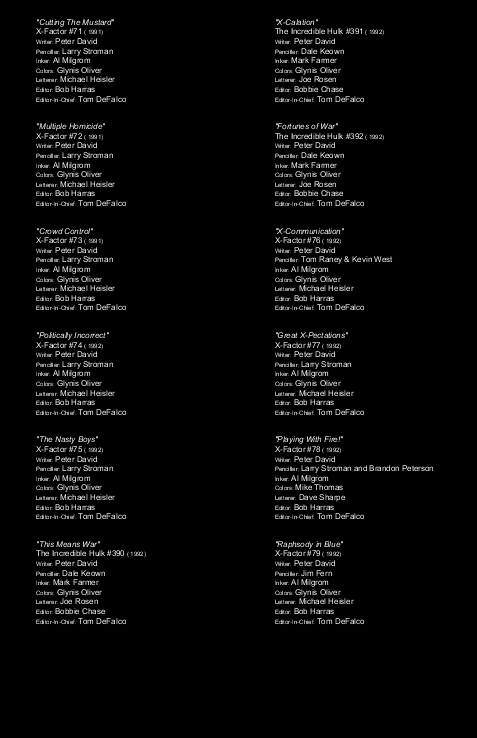 "Cutting The Mustard"
X-Factor #71 ( 1991)
Writer: Peter David
Penciller: Larry Stroman
Inker: Al Milgrom
Colors: Glynis Oliver
Letterer: Michael Heisler
Editor: Bob Harras
Editor-In-Chief: Tom DeFalco

"Multiple Homicide"
X-Factor #72 ( 1991)
Writer: Peter David
Penciller: Larry Stroman
Inker: Al Milgrom
Colors: Glynis Oliver
Letterer: Michael Heisler
Editor: Bob Harras
Editor-In-Chief: Tom DeFalco

"Crowd Control"
X-Factor #73 ( 1991)
Writer: Peter David
Penciller: Larry Stroman
Inker: Al Milgrom
Colors: Glynis Oliver
Letterer: Michael Heisler
Editor: Bob Harras
Editor-In-Chief: Tom DeFalco

"Politically Incorrect"
X-Factor #74 ( 1992)
Writer: Peter David
Penciller: Larry Stroman
Inker: Al Milgrom
Colors: Glynis Oliver
Letterer: Michael Heisler
Editor: Bob Harras
Editor-In-Chief: Tom DeFalco

"The Nasty Boys"
X-Factor #75 ( 1992)
Writer: Peter David
Penciller: Larry Stroman
Inker: Al Milgrom
Colors: Glynis Oliver
Letterer: Michael Heisler
Editor: Bob Harras
Editor-In-Chief: Tom DeFalco

"This Means War"
The Incredible Hulk #390 ( 1992)
Writer: Peter David
Penciller: Dale Keown
Inker: Mark Farmer
Colors: Glynis Oliver
Letterer: Joe Rosen
Editor: Bobbie Chase
Editor-In-Chief: Tom DeFalco

"X-Calation"
The Incredible Hulk #391 ( 1992)
Writer: Peter David
Penciller: Dale Keown
Inker: Mark Farmer
Colors: Glynis Oliver
Letterer: Joe Rosen
Editor: Bobbie Chase
Editor-In-Chief: Tom DeFalco

"Fortunes of War"
The Incredible Hulk #392 ( 1992)
Writer: Peter David
Penciller: Dale Keown
Inker: Mark Farmer
Colors: Glynis Oliver
Letterer: Joe Rosen
Editor: Bobbie Chase
Editor-In-Chief: Tom DeFalco

"X-Communication"
X-Factor #76 ( 1992)
Writer: Peter David
Penciller: Tom Raney & Kevin West
Inker: Al Milgrom
Colors: Glynis Oliver
Letterer: Michael Heisler
Editor: Bob Harras
Editor-In-Chief: Tom DeFalco

"Great X-Pectations"
X-Factor #77 ( 1992)
Writer: Peter David
Penciller: Larry Stroman
Inker: Al Milgrom
Colors: Glynis Oliver
Letterer: Michael Heisler
Editor: Bob Harras
Editor-In-Chief: Tom DeFalco

"Playing With Fire!"
X-Factor #78 ( 1992)
Writer: Peter David
Penciller: Larry Stroman and Brandon Peterson
Inker: Al Milgrom
Colors: Mike Thomas
Letterer: Dave Sharpe
Editor: Bob Harras
Editor-In-Chief: Tom DeFalco

"Raphsody in Blue"
X-Factor #79 ( 1992)
Writer: Peter David
Penciller: Jim Fern
Inker: Al Milgrom
Colors: Glynis Oliver
Letterer: Michael Heisler
Editor: Bob Harras
Editor-In-Chief: Tom DeFalco